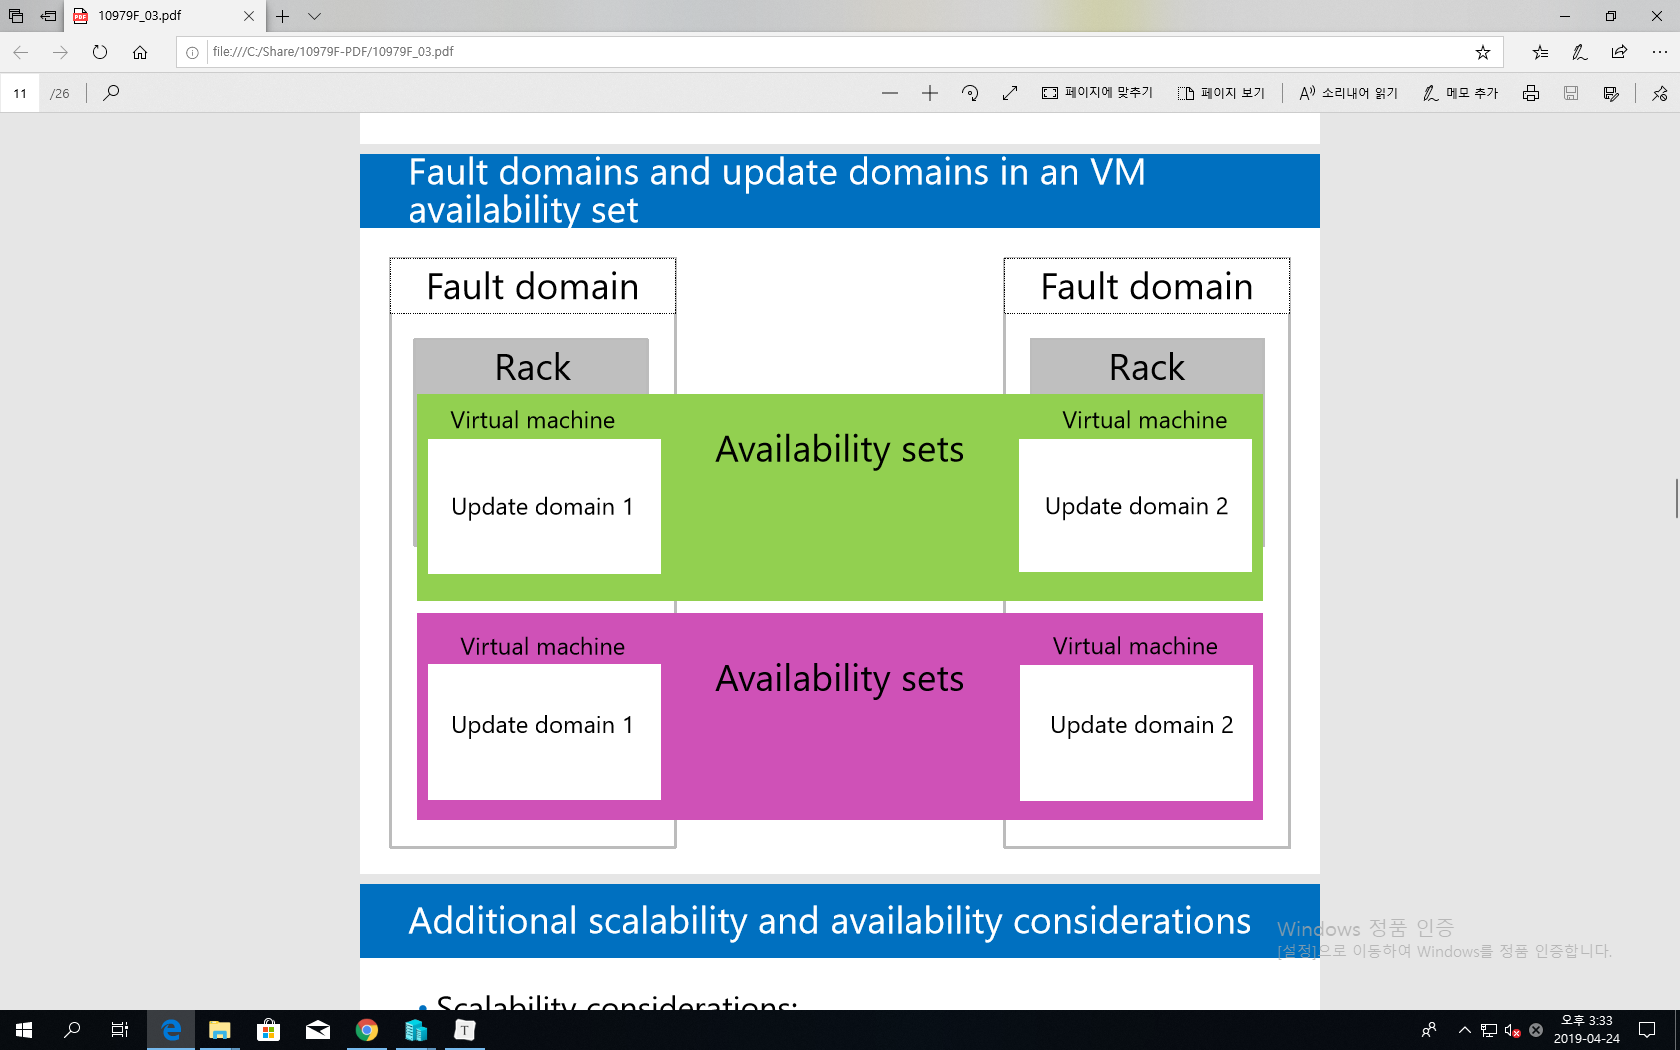 10979F_03.pdf
file:///C:/Share/10979F-PDF/10979F_03.pdf
11 /26 페이지에 맞추기 페이지 보기 소리내어 읽기 메모 추가
Fault domains and update domains in an VM
availability set
Fault domain Fault domain
Rack Rack
Virtual machine Virtual machine
Availability sets
Update domain 1 Update domain 2
Virtual machine Virtual machine
Availability sets
Update domain 1 Update domain 2
Additional scalability and availability considerations
Windows 정품 인증
[설정]으로 이동하여 Windows를 정품 인증합니다.
• Scalability considerations:
오후 3:33
2019-04-24